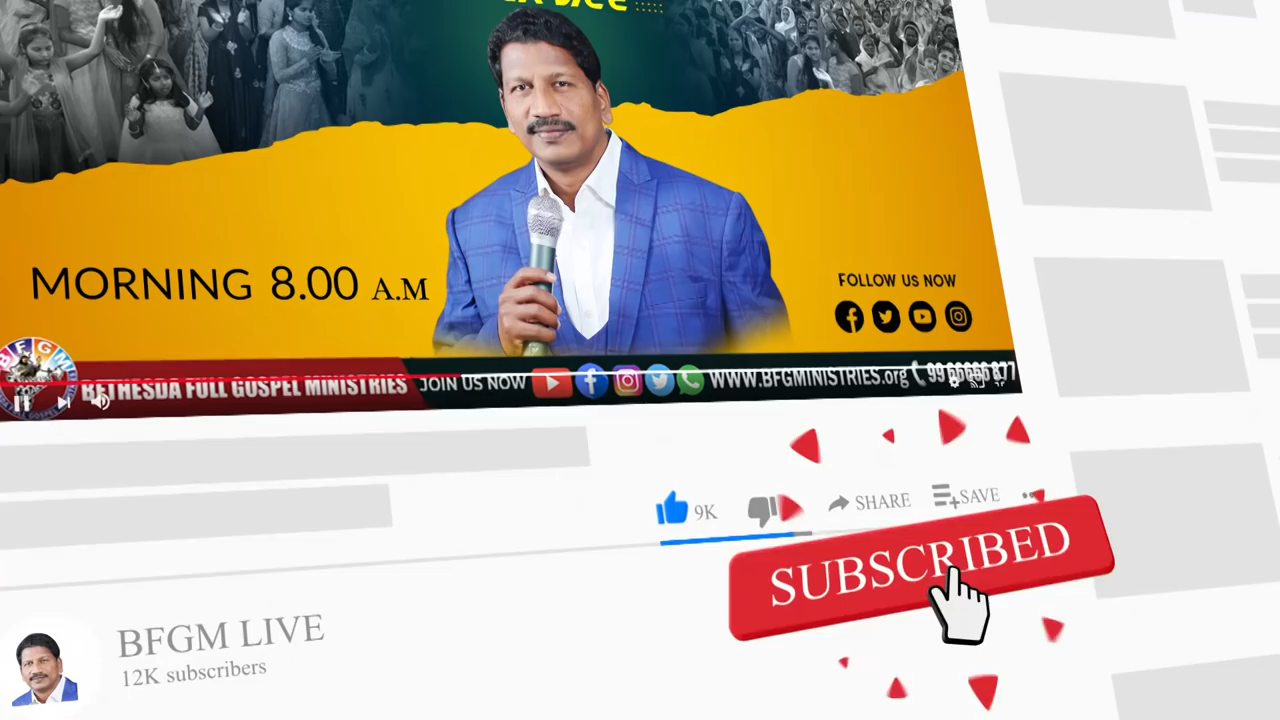 MORNING 8.00 A.M
FOLLOW US NOW
BFGM
BETHESDA FULL GOSPEL MINISTRIES
JOIN US NOW
WWW.BFGMINISTRIES.org
9K
SHARE
SAVE
SUBSCRIBED
BFGM LIVE
12K subscribers